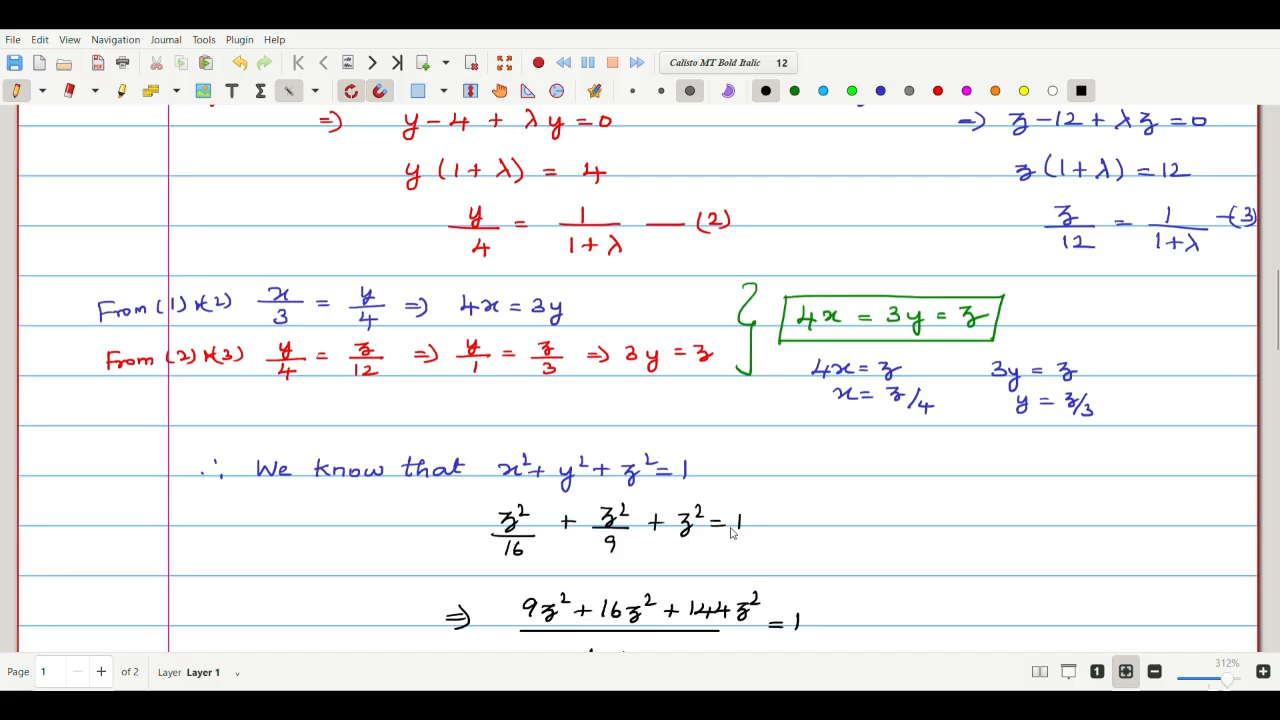 File Edit View Navigation Journal Tools Plugin Help
Calisto MT Bold Italic 12
=) y - 4 + λy = 0
y (1 + λ) = 4
y/4 = 1/(1 + λ) — (2)
=) z - 12 + λz = 0
z (1 + λ) = 12
z/12 = 1/(1 + λ) - (3)
From (1) & (2) x/3 = y/4 =) 4x = 3y
From (2) & (3) y/4 = z/12 =) y/1 = z/3 =) 3y = z
4x = 3y = z
4x = z
x = z/4
3y = z
y = z/3
∴ We know that x² + y² + z² = 1
z²/16 + z²/9 + z² = 1
=) 9z² + 16z² + 144z² = 1
Page 1 of 2 Layer Layer 1 312%